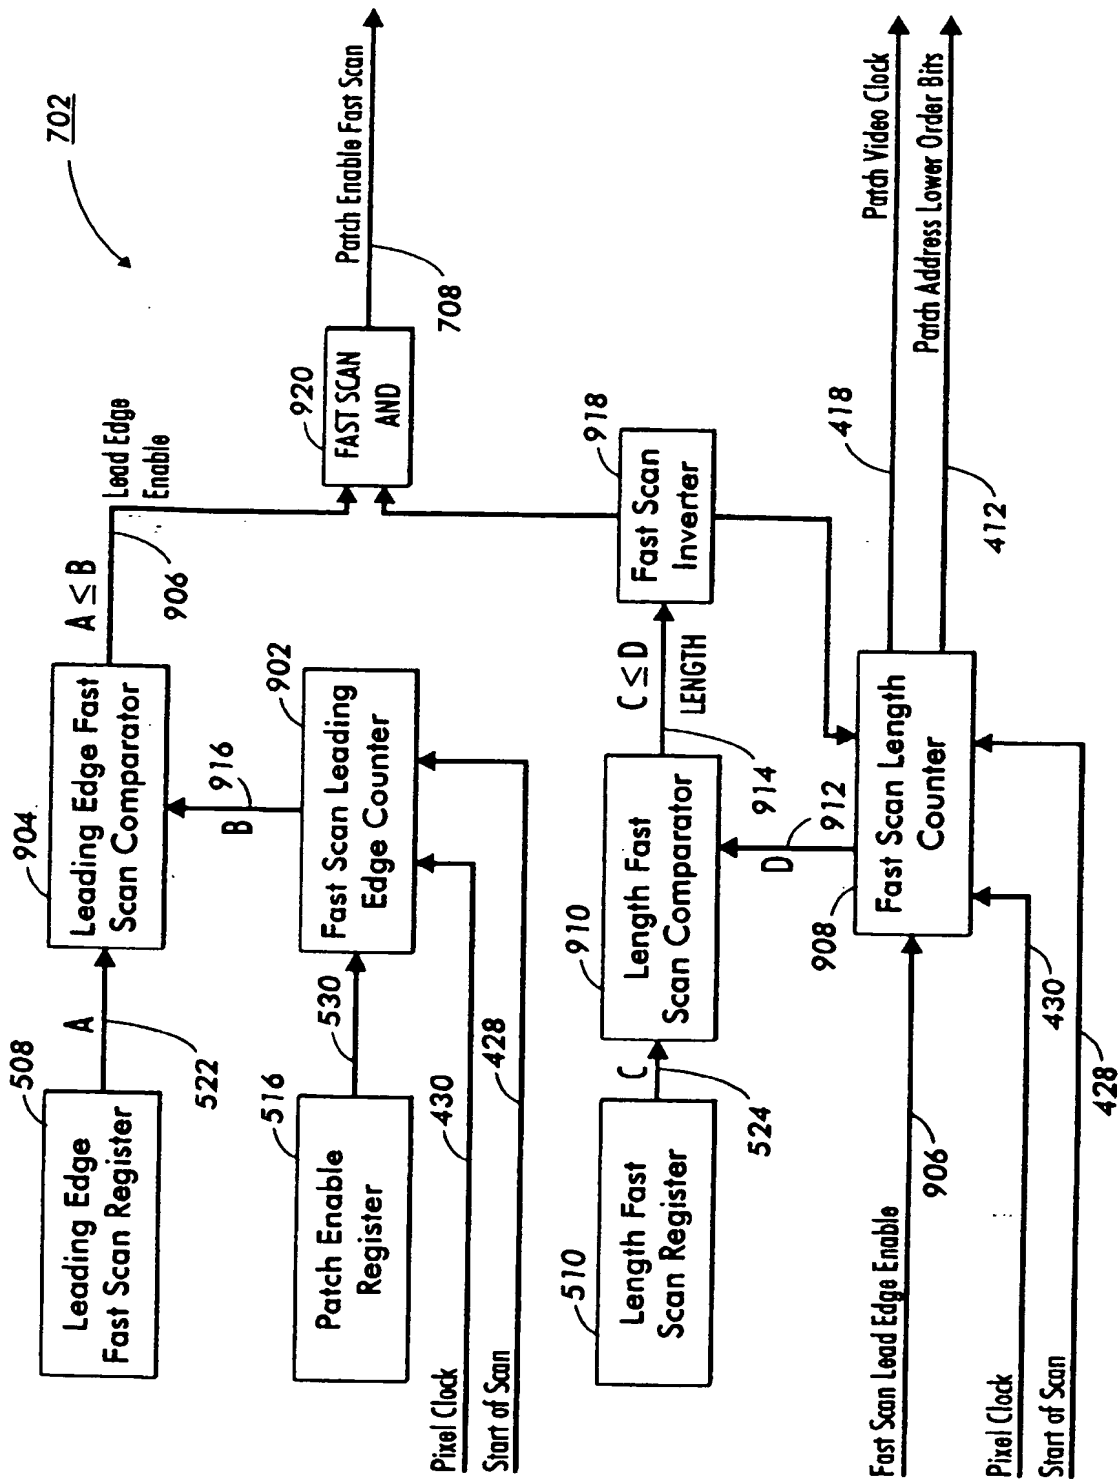 702
508
Leading Edge
Fast Scan Register
A
522
904
Leading Edge Fast
Scan Comparator
A ≤ B
906
Lead Edge
Enable
B
916
516
Patch Enable
Register
530
902
Fast Scan Leading
Edge Counter
920
FAST SCAN
AND
Patch Enable Fast Scan
708
Pixel Clock
430
Start of Scan
428
510
Length Fast
Scan Register
C
524
910
Length Fast
Scan Comparator
C ≤ D
LENGTH
914
918
Fast Scan
Inverter
D
912
908
Fast Scan Length
Counter
418
Patch Video Clock
412
Patch Address Lower Order Bits
Fast Scan Lead Edge Enable
906
Pixel Clock
430
Start of Scan
428